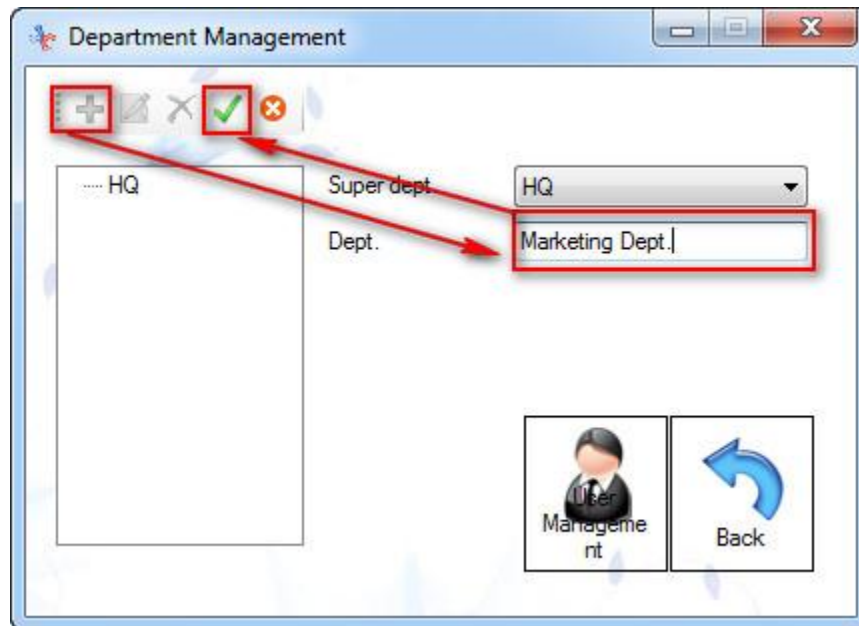 Department Management
HQ
Super dept.
HQ
Dept.
Marketing Dept.
User
Manageme
nt
Back